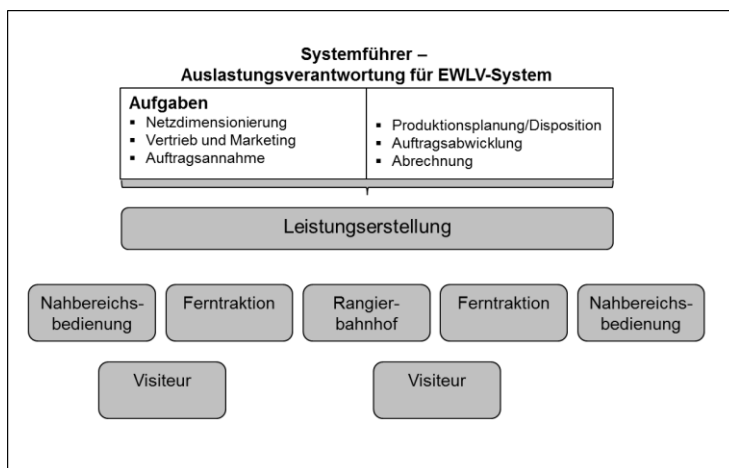 Systemführer –
Auslastungsverantwortung für EWLV-System
Aufgaben
▪ Netzdimensionierung
▪ Vertrieb und Marketing
▪ Auftragsannahme
▪ Produktionsplanung/Disposition
▪ Auftragsabwicklung
▪ Abrechnung
Leistungserstellung
Nahbereichs-
bedienung
Ferntraktion
Rangier-
bahnhof
Ferntraktion
Nahbereichs-
bedienung
Visiteur
Visiteur